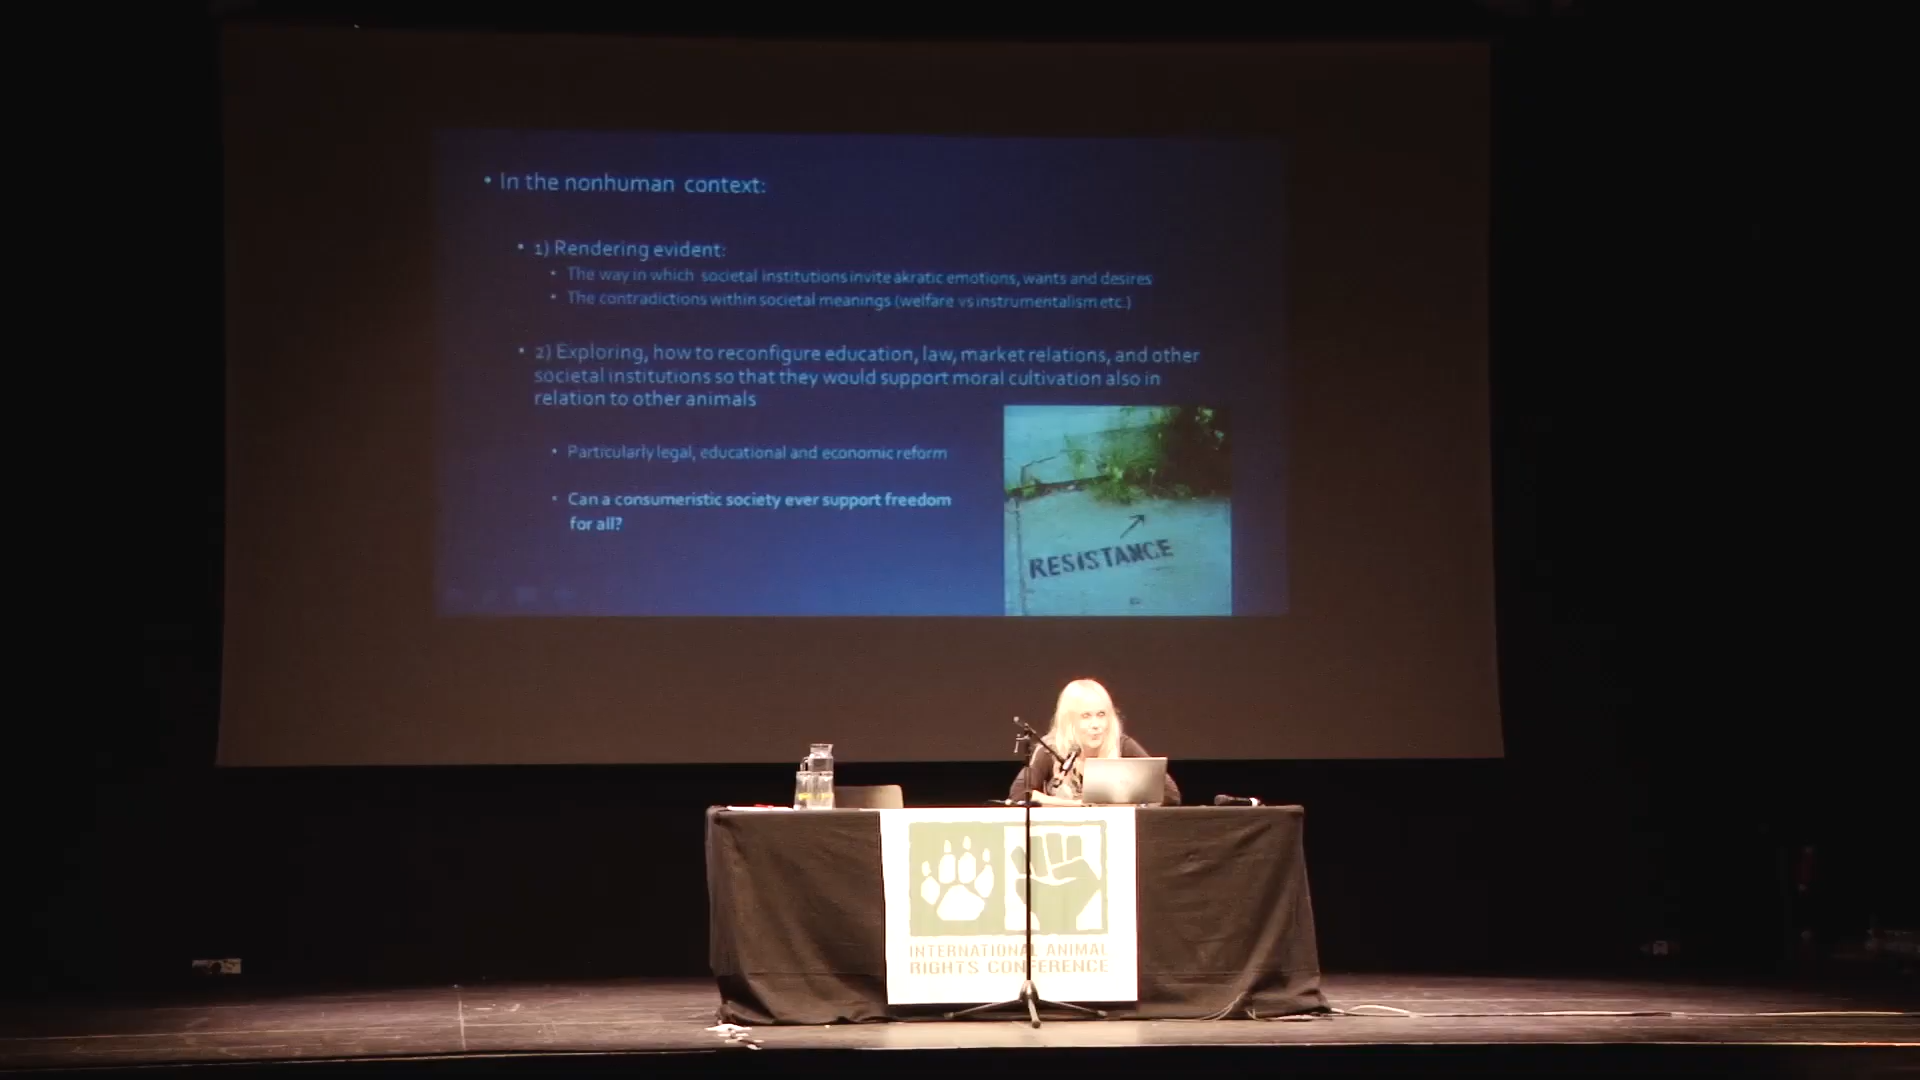 • In the nonhuman context:
• 1) Rendering evident:
• The way in which societal institutions invite akratic emotions, wants and desires
• The contradictions within societal meanings (welfare vs instrumentalism etc.)
• 2) Exploring, how to reconfigure education, law, market relations, and other
societal institutions so that they would support moral cultivation also in
relation to other animals
• Particularly legal, educational and economic reform
• Can a consumeristic society ever support freedom
for all?
RESISTANCE
INTERNATIONAL ANIMAL
RIGHTS CONFERENCE